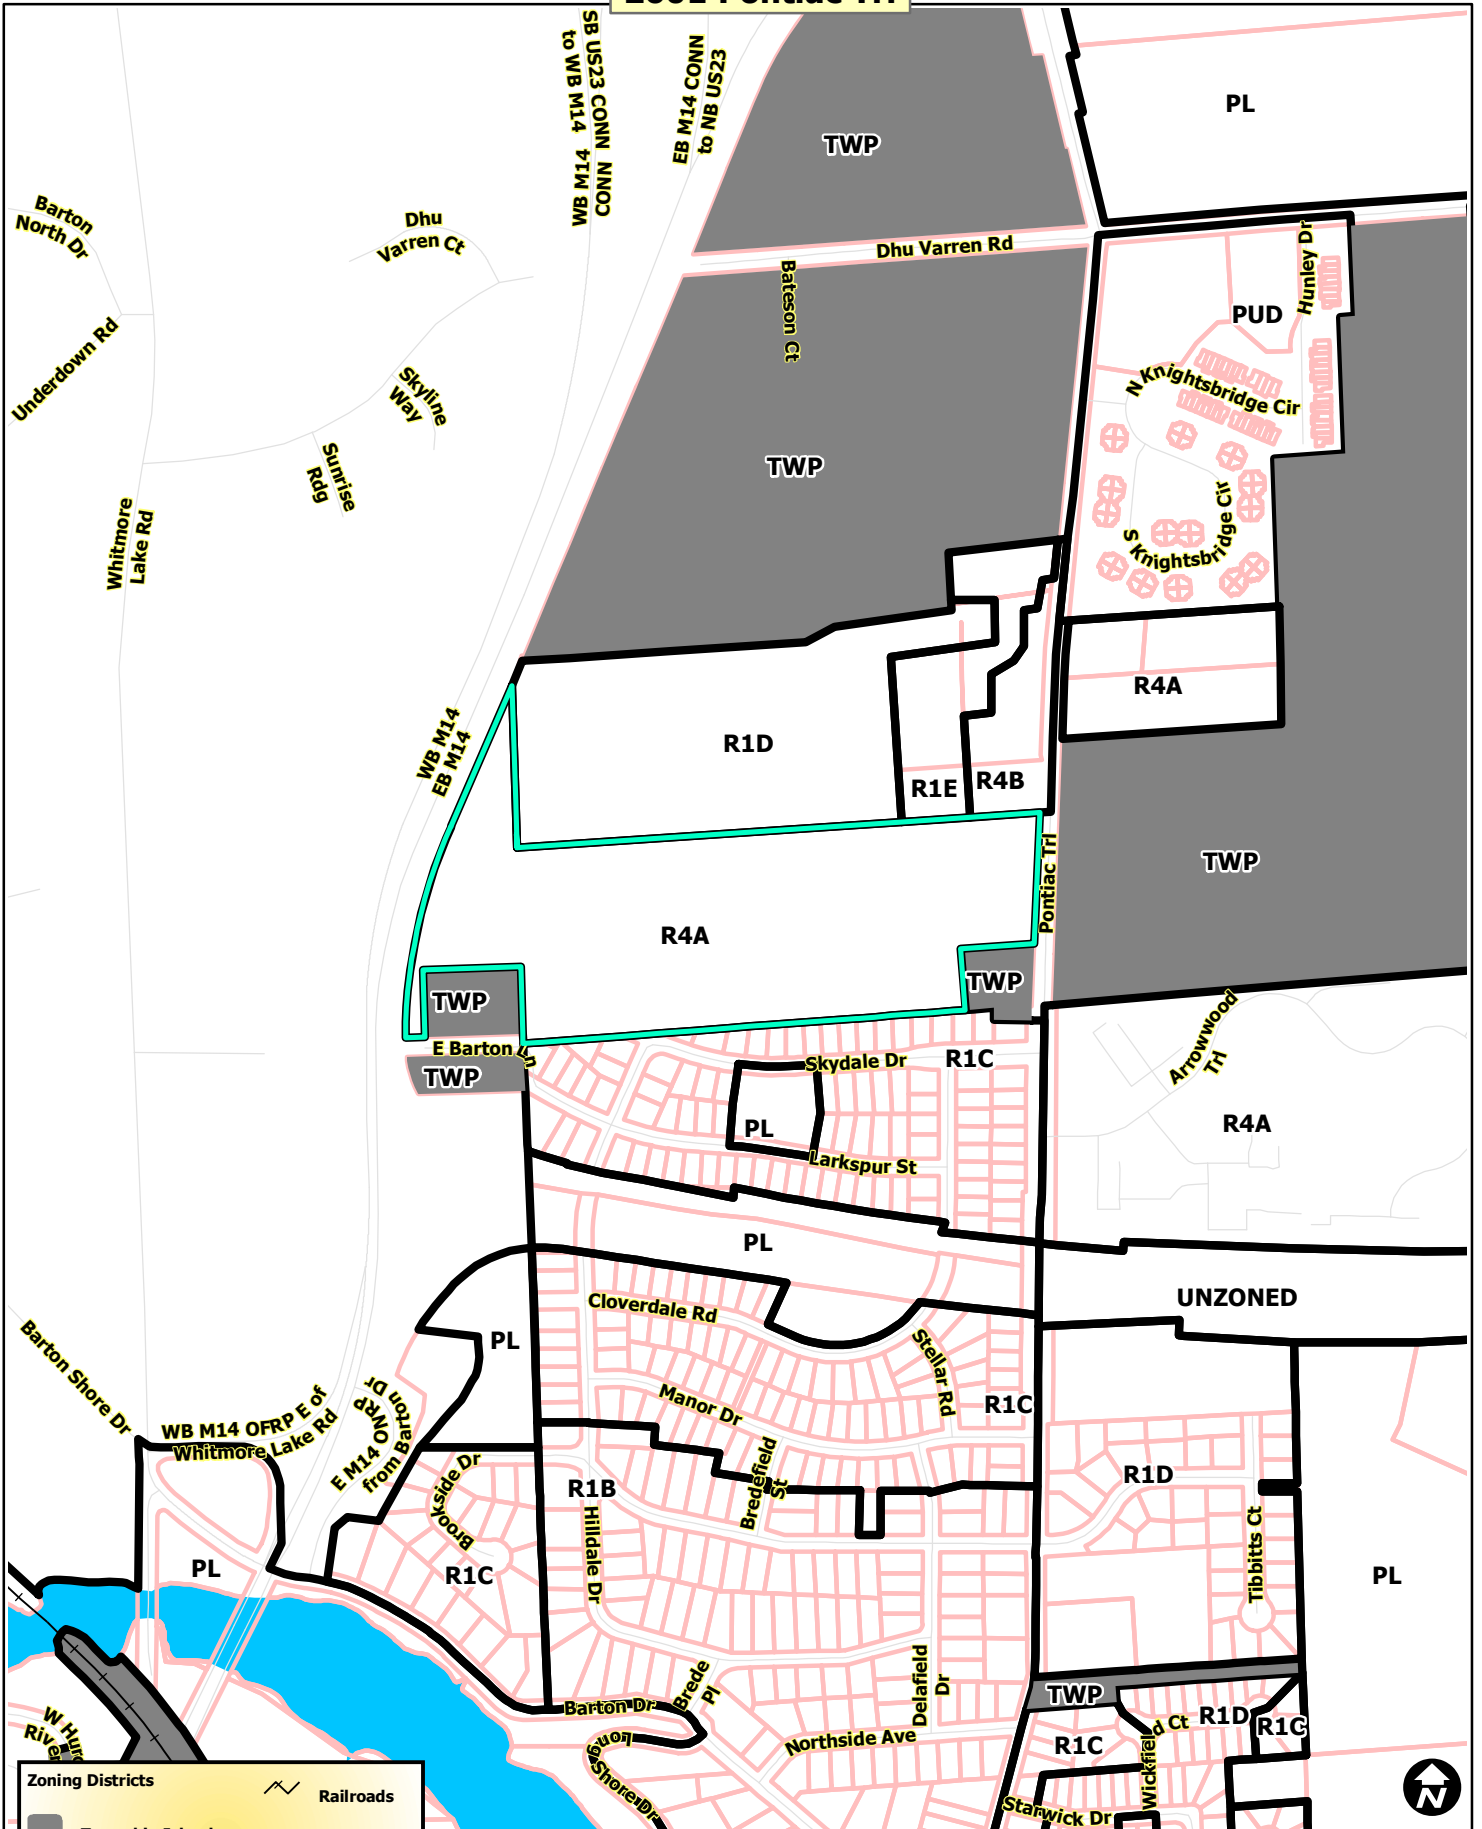 SB US23 CONN
to WB M14
WB M14
CONN
CONN
EB M14 CONN
to NB US23
PL
TWP
Barton
North Dr
Dhu
Varren Ct
Dhu Varren Rd
Hunley Dr
Bateson Ct
PUD
Underdown Rd
Skyline
Way
N Knightsbridge Cir
Sunrise
Rdg
TWP
Whitmore
Lake Rd
S Knightsbridge Cir
R4A
WB M14
EB M14
R1D
R1E
R4B
TWP
Pontiac Trl
R4A
TWP
TWP
E Barton Ln
TWP
Skydale Dr
R1C
Arrowwood
Trl
PL
R4A
Larkspur St
PL
UNZONED
Cloverdale Rd
PL
Stellar Rd
Barton Shore Dr
Manor Dr
R1C
WB M14 OFRP E of
Whitmore Lake Rd
E M14 ONRP
from Barton Dr
Brookside Dr
Bredefield
St
R1B
R1D
Hilldale Dr
Tibbitts Ct
PL
R1C
PL
Delafield
Dr
Brede
Pl
TWP
Barton Dr
R1D
R1C
Northside Ave
R1C
Wickfield Ct
Long
Shore Dr
Starwick Dr
Zoning Districts
Railroads
N